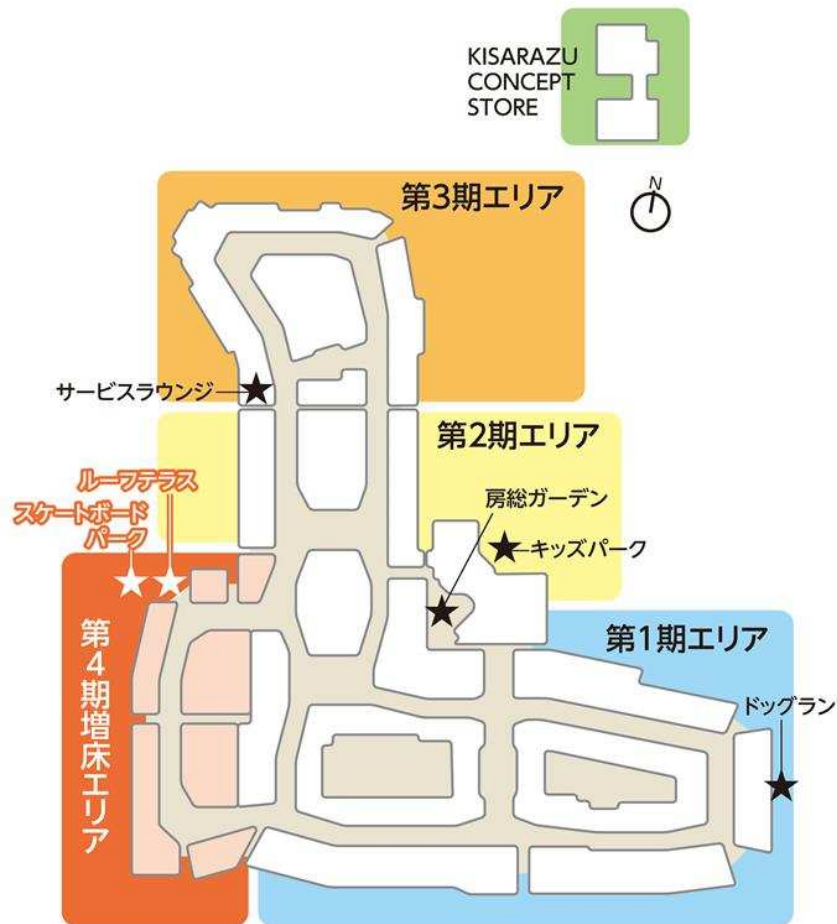 KISARAZU
CONCEPT
STORE
N
第3期エリア
サービスラウンジ
第2期エリア
ルーフテラス
スケートボード
パーク
房総ガーデン
キッズパーク
第1期エリア
第4期増床エリア
ドッグラン